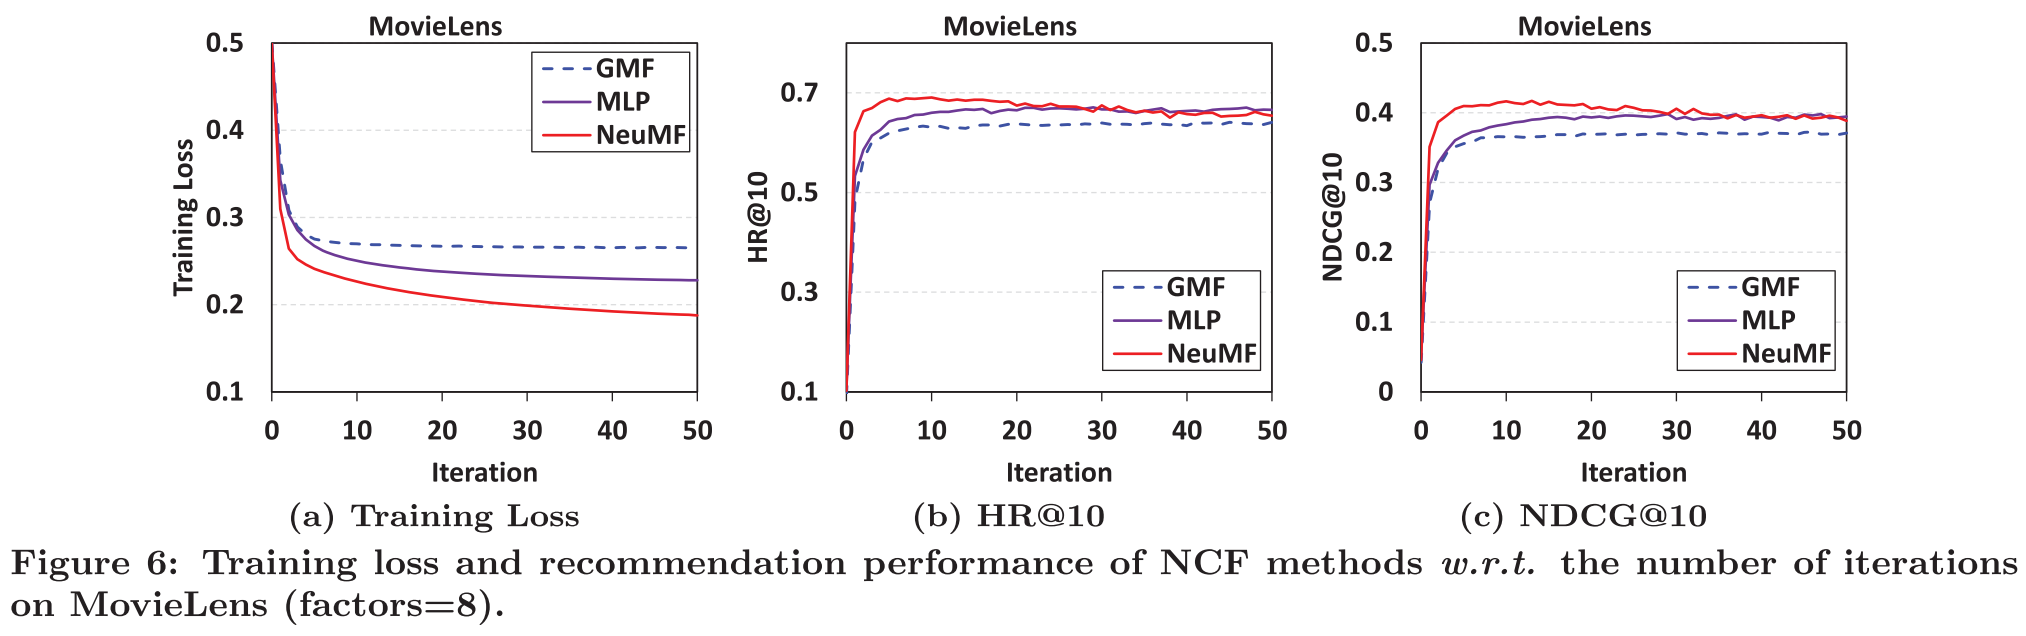 MovieLens
0.5
0.4
0.3
0.2
0.1
Training Loss
GMF
MLP
NeuMF
0 10 20 30 40 50
Iteration
(a) Training Loss
MovieLens
0.7
0.5
0.3
0.1
HR@10
GMF
MLP
NeuMF
0 10 20 30 40 50
Iteration
(b) HR@10
MovieLens
0.5
0.4
0.3
0.2
0.1
0
NDCG@10
GMF
MLP
NeuMF
0 10 20 30 40 50
Iteration
(c) NDCG@10
Figure 6: Training loss and recommendation performance of NCF methods w.r.t. the number of iterations
on MovieLens (factors=8).